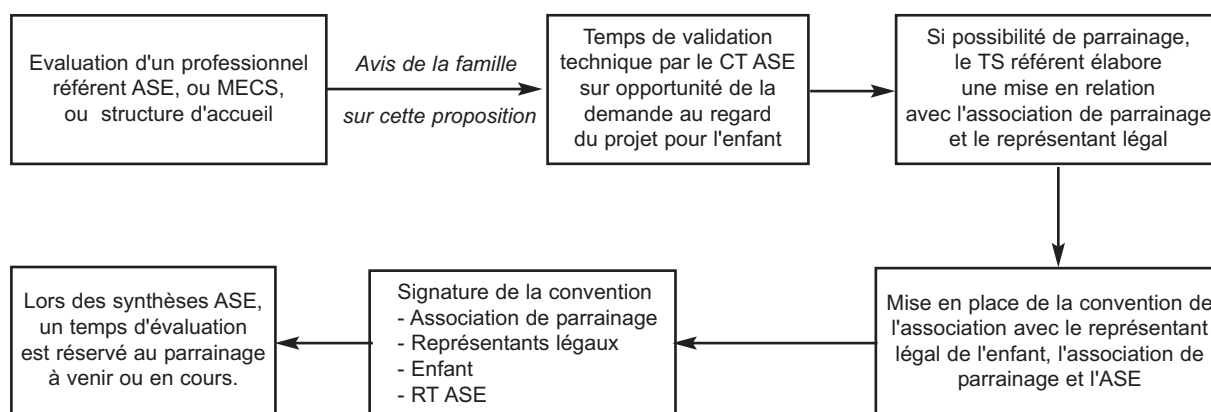 Evaluation d'un professionnel
référent ASE, ou MECS,
ou structure d'accueil
Avis de la famille
sur cette proposition
Temps de validation
technique par le CT ASE
sur opportunité de la
demande au regard
du projet pour l'enfant
Si possibilité de parrainage,
le TS référent élabore
une mise en relation
avec l'association de parrainage
et le représentant légal
Mise en place de la convention de
l'association avec le représentant
légal de l'enfant, l'association de
parrainage et l'ASE
Signature de la convention
- Association de parrainage
- Représentants légaux
- Enfant
- RT ASE
Lors des synthèses ASE,
un temps d'évaluation
est réservé au parrainage
à venir ou en cours.